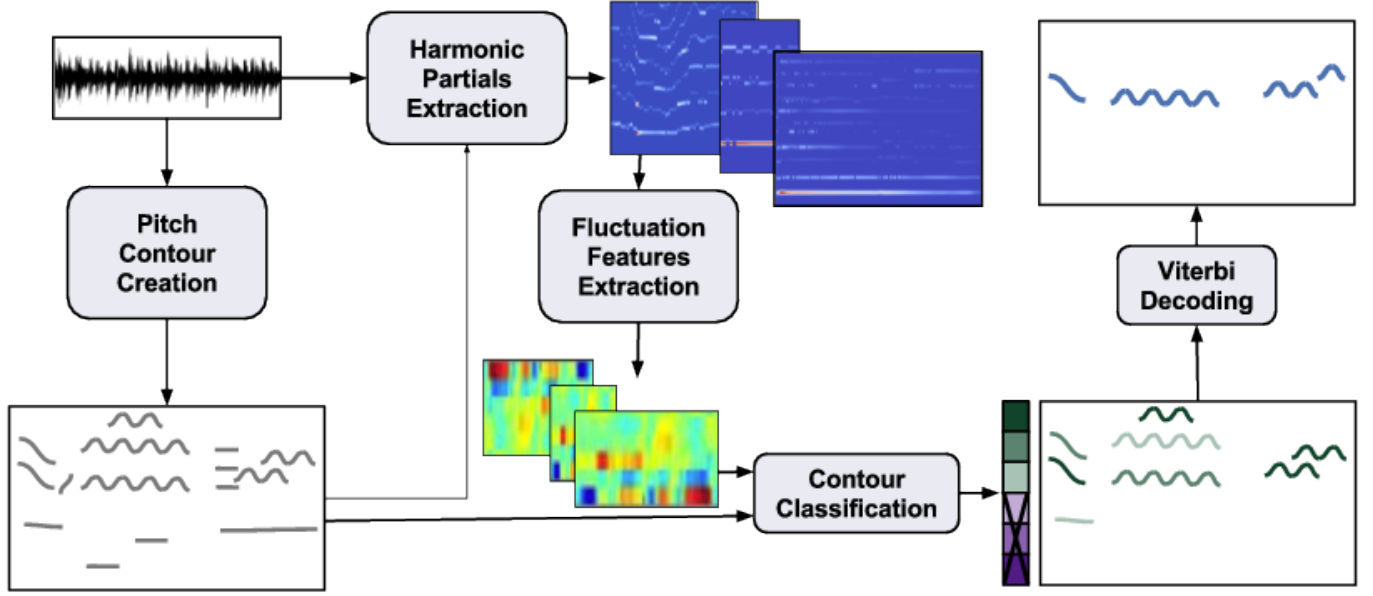 Harmonic
Partials
Extraction
Pitch
Contour
Creation
Fluctuation
Features
Extraction
Viterbi
Decoding
Contour
Classification